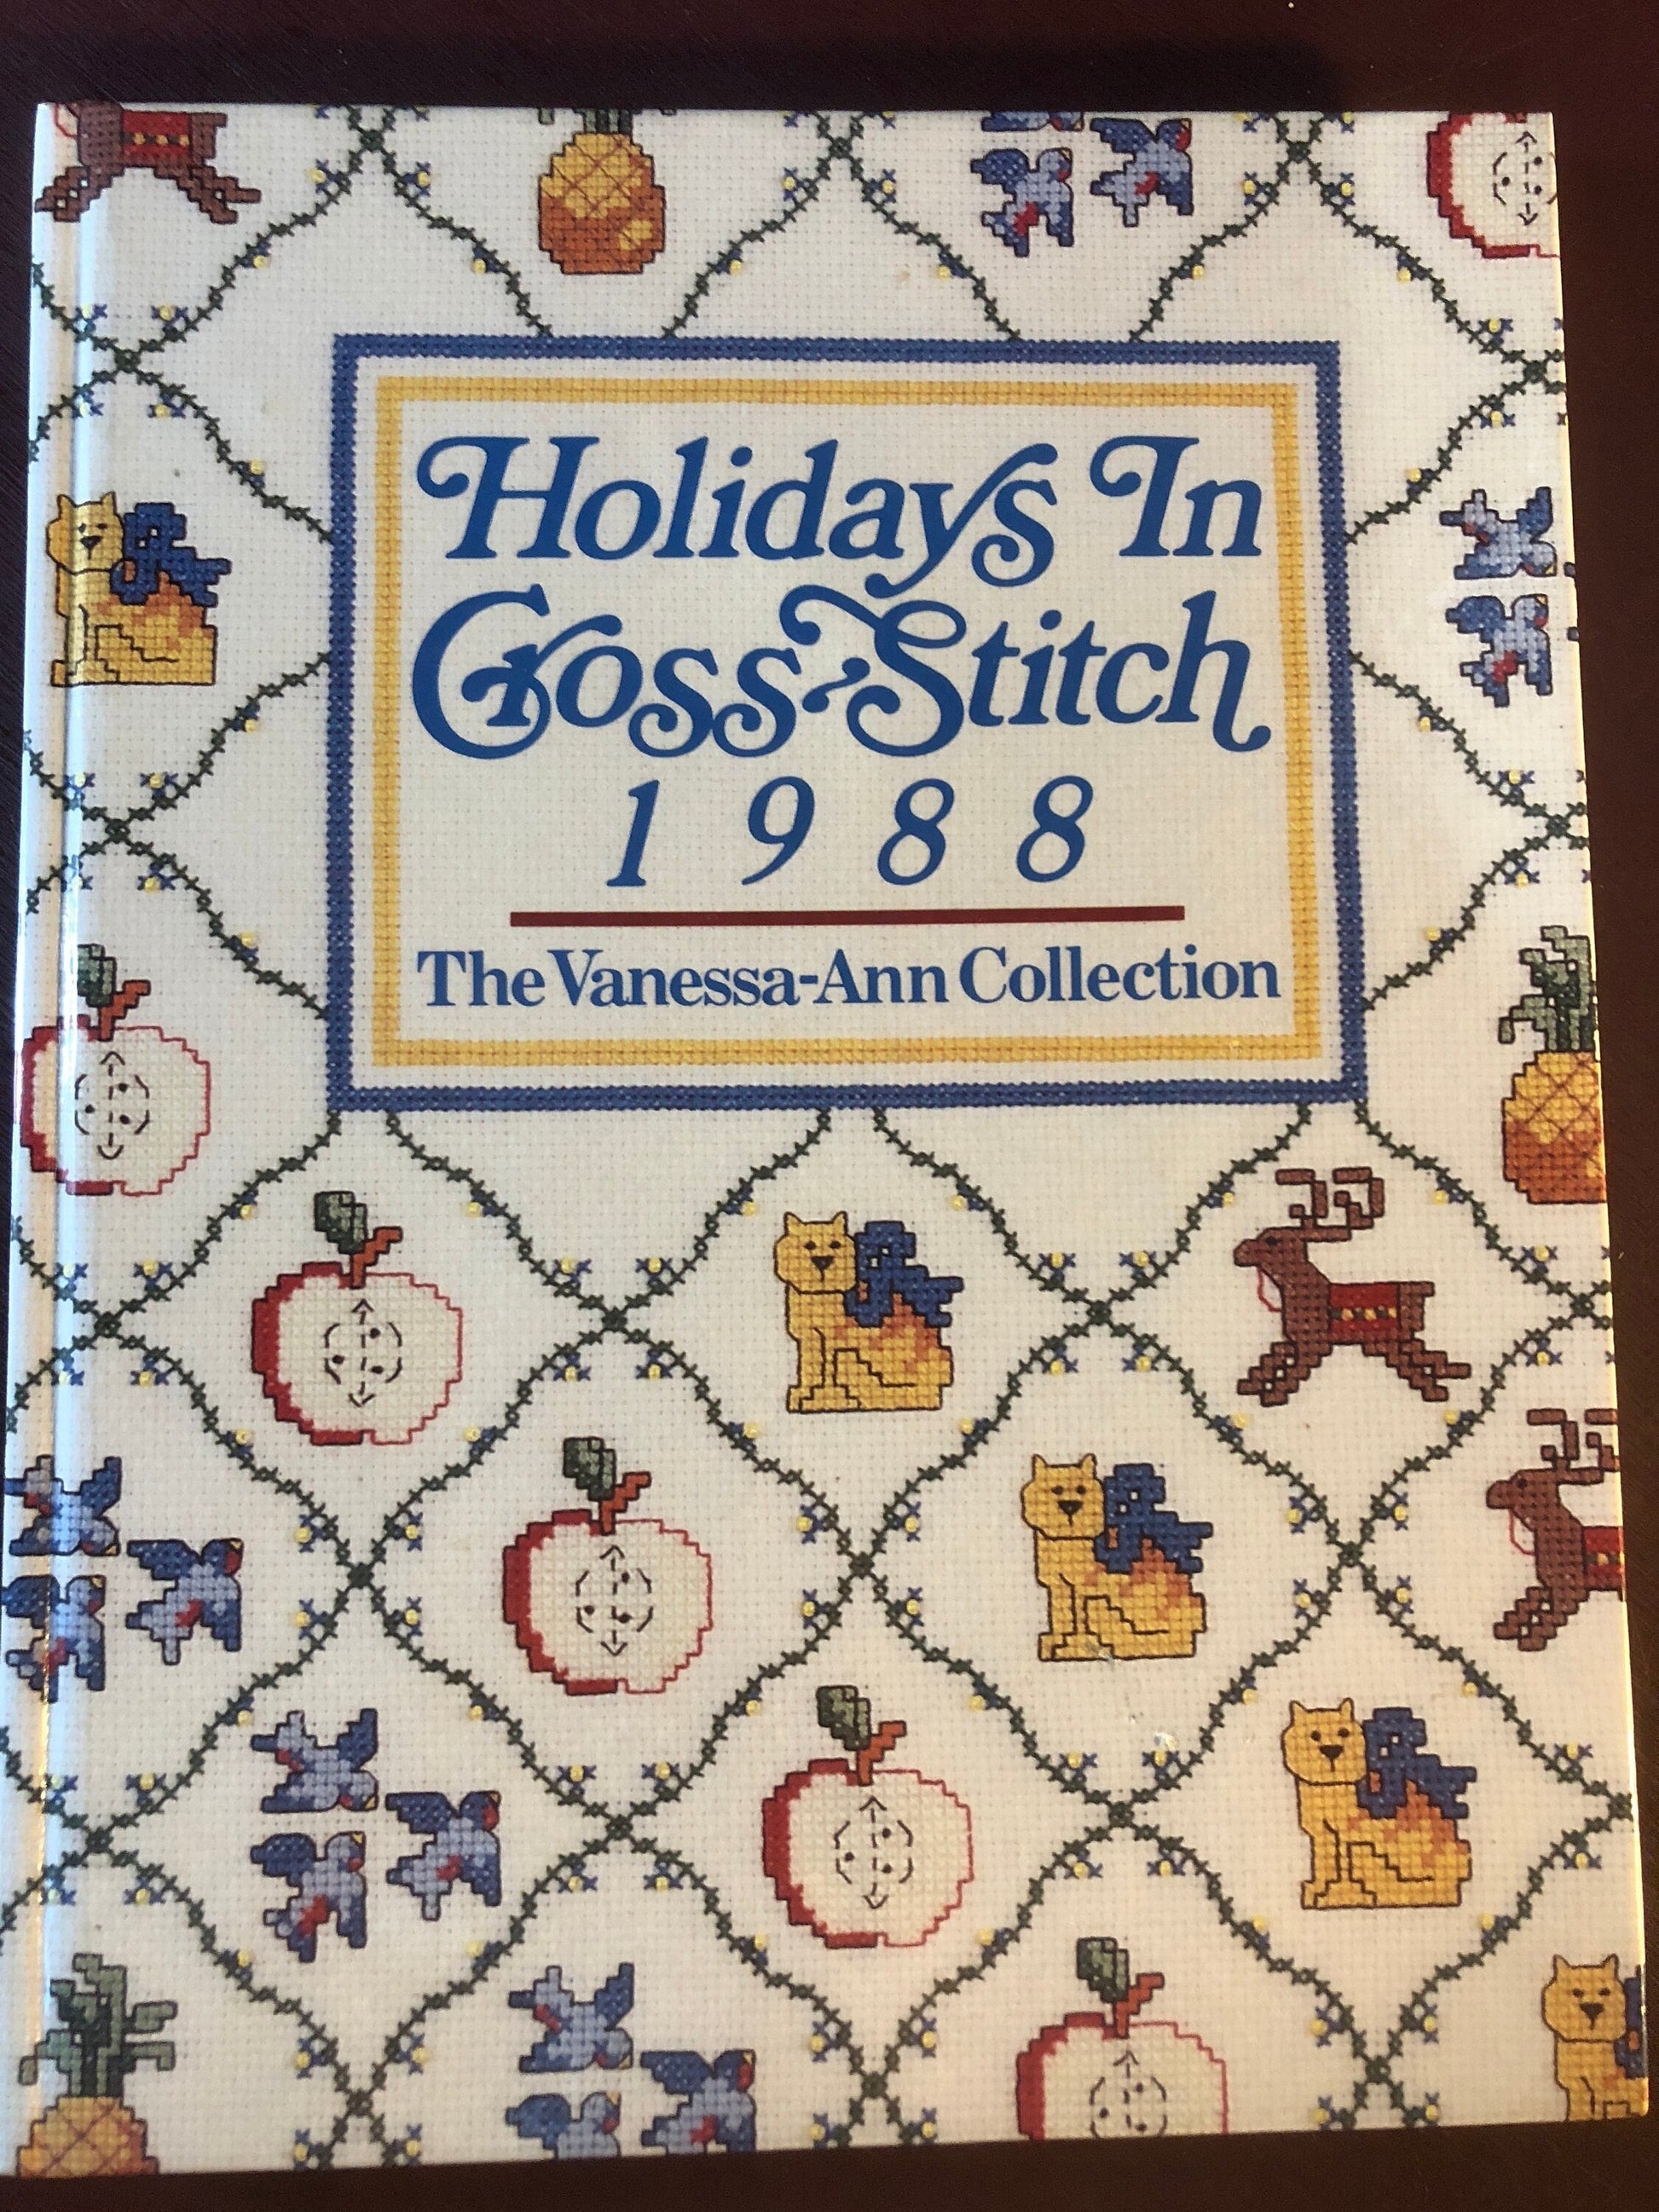 Holidays In
Cross-Stitch
1988
The Vanessa-Ann Collection